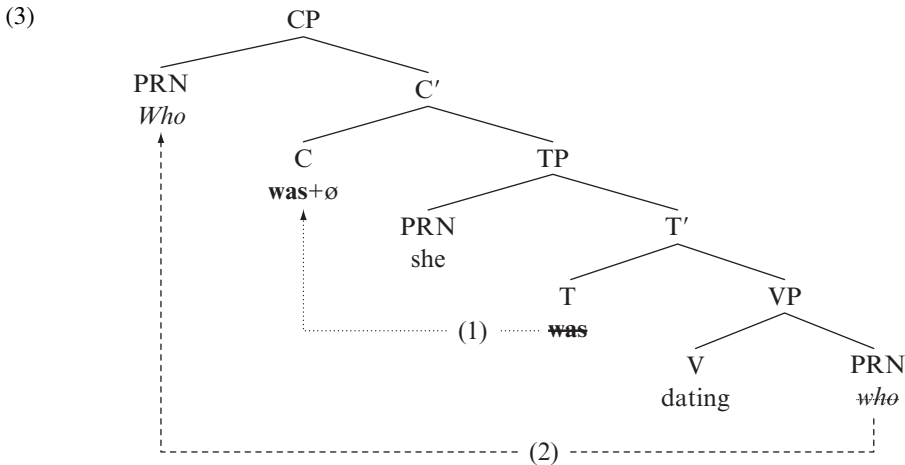 (3) CP
PRN C′
Who
C TP
was+ø
PRN T′
she
T VP
(1) was
V PRN
dating who
(2)